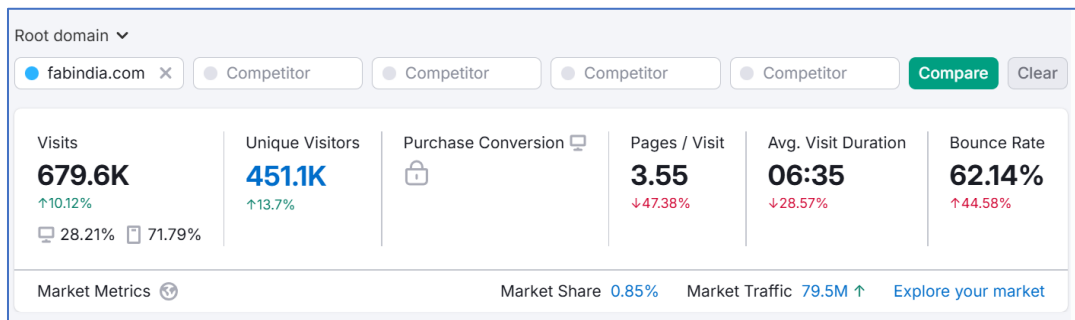 Root domain
fabindia.com × Competitor Competitor Competitor Competitor Compare Clear
Visits Unique Visitors Purchase Conversion Pages / Visit Avg. Visit Duration Bounce Rate
679.6K 451.1K 3.55 06:35 62.14%
↑10.12% ↑13.7% ↓47.38% ↓28.57% ↑44.58%
28.21% 71.79%
Market Metrics Market Share 0.85% Market Traffic 79.5M ↑ Explore your market